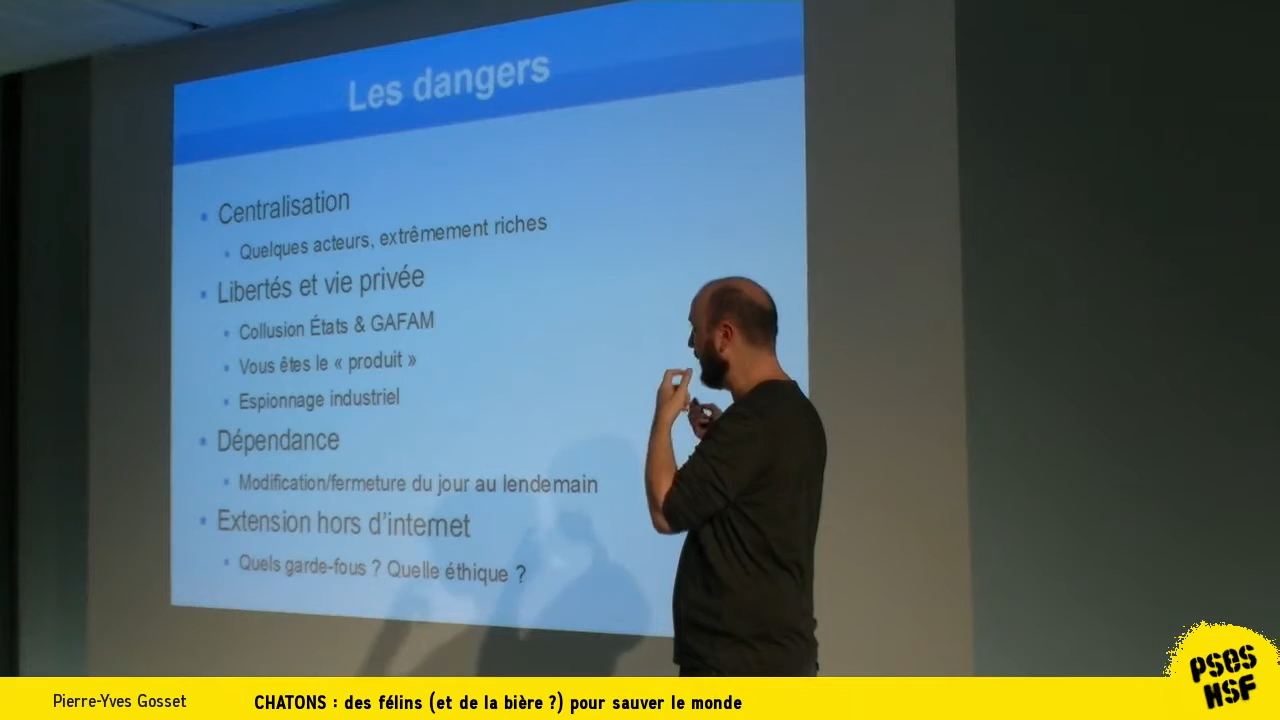 Les dangers
Centralisation
Quelques acteurs, extrêmement riches
Libertés et vie privée
Collusion États & GAFAM
Vous êtes le « produit »
Espionnage industriel
Dépendance
Modification/fermeture du jour au lendemain
Extension hors d'internet
Quels garde-fous ? Quelle éthique ?
PSES
HSF
Pierre-Yves Gosset CHATONS : des félins (et de la bière ?) pour sauver le monde